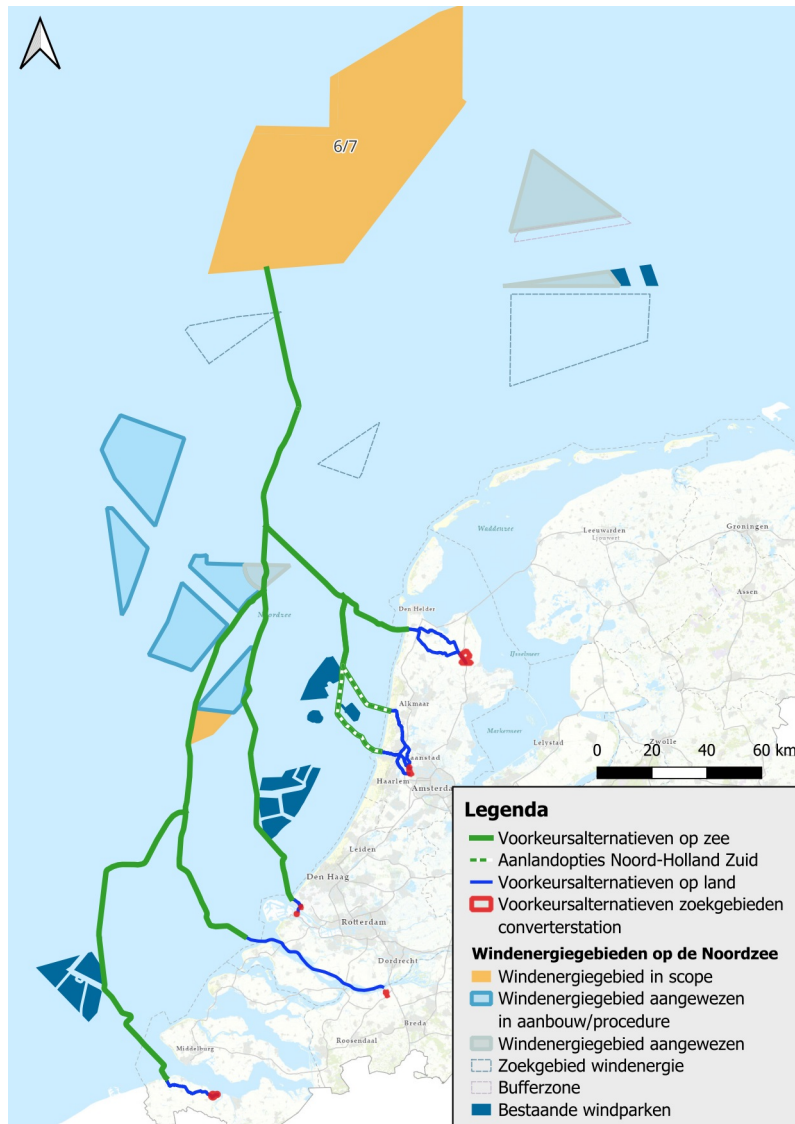 6/7
Waddenzee
Leeuwarden
Ljouwert
Groningen
Assen
Den Helder
Noordzee
IJsselmeer
Alkmaar
Markermeer
Lelystad
Zwolle
0 20 40 60 km
Zaanstad
Haarlem
Amsterdam
Leiden
Den Haag
Rotterdam
Dordrecht
Breda
Roosendaal
Middelburg
Legenda
Voorkeursalternatieven op zee
Aanlandopties Noord-Holland Zuid
Voorkeursalternatieven op land
Voorkeursalternatieven zoekgebieden
converterstation
Windenergiegebieden op de Noordzee
Windenergiegebied in scope
Windenergiegebied aangewezen
in aanbouw/procedure
Windenergiegebied aangewezen
Zoekgebied windenergie
Bufferzone
Bestaande windparken